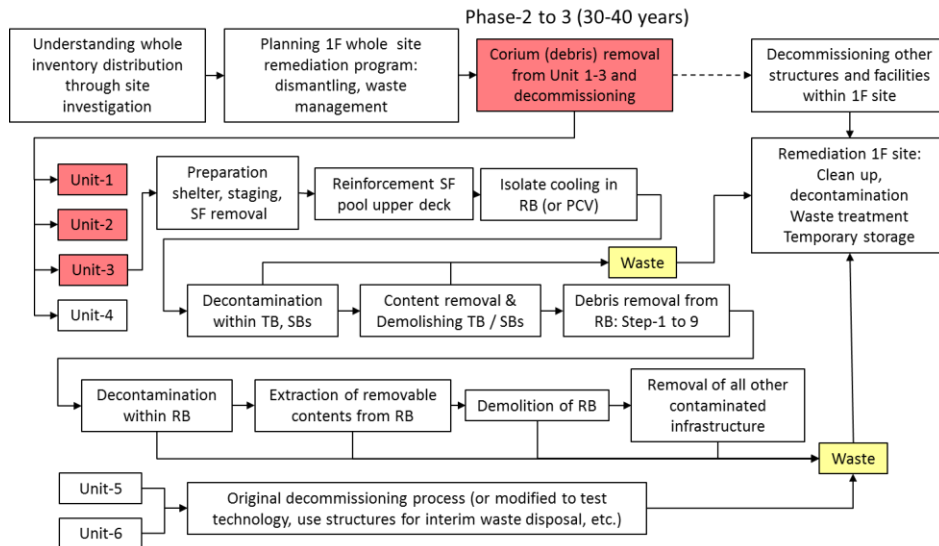 Phase-2 to 3 (30-40 years)
Understanding whole
inventory distribution
through site
investigation
Planning 1F whole site
remediation program:
dismantling, waste
management
Corium (debris) removal
from Unit 1-3 and
decommissioning
Decommissioning other
structures and facilities
within 1F site
Remediation 1F site:
Clean up,
decontamination
Waste treatment
Temporary storage
Unit-1
Unit-2
Unit-3
Unit-4
Preparation
shelter, staging,
SF removal
Reinforcement SF
pool upper deck
Isolate cooling in
RB (or PCV)
Waste
Decontamination
within TB, SBs
Content removal &
Demolishing TB / SBs
Debris removal from
RB: Step-1 to 9
Decontamination
within RB
Extraction of removable
contents from RB
Demolition of RB
Removal of all other
contaminated
infrastructure
Waste
Unit-5
Unit-6
Original decommissioning process (or modified to test
technology, use structures for interim waste disposal, etc.)